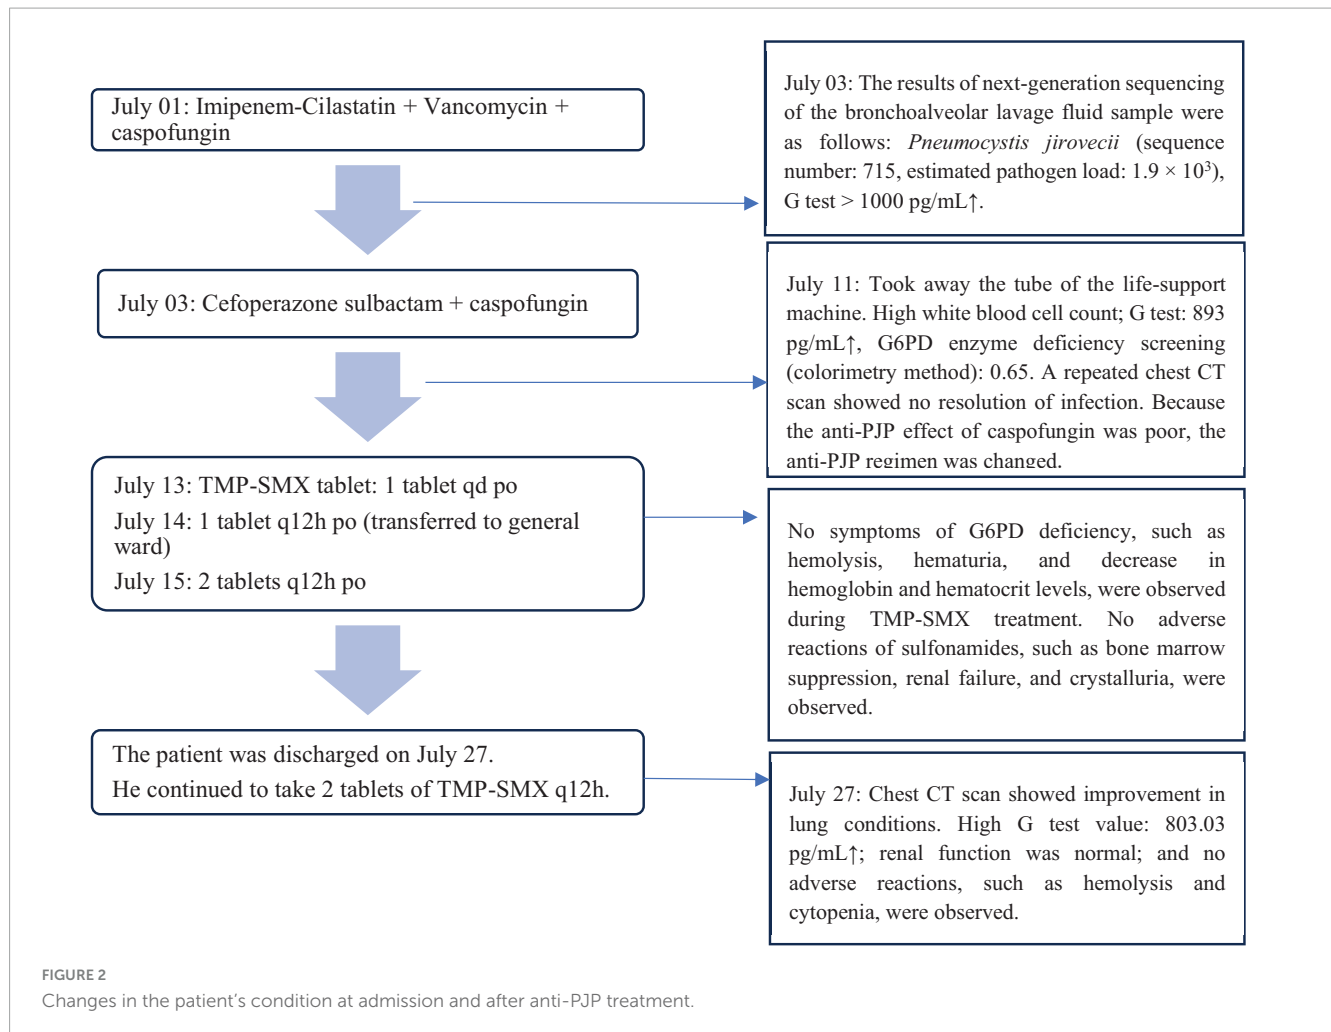 July 01: Imipenem-Cilastatin + Vancomycin +
caspofungin
July 03: The results of next-generation sequencing
of the bronchoalveolar lavage fluid sample were
as follows: Pneumocystis jirovecii (sequence
number: 715, estimated pathogen load: 1.9 × 10³),
G test > 1000 pg/mL↑.
July 03: Cefoperazone sulbactam + caspofungin
July 11: Took away the tube of the life-support
machine. High white blood cell count; G test: 893
pg/mL↑, G6PD enzyme deficiency screening
(colorimetry method): 0.65. A repeated chest CT
scan showed no resolution of infection. Because
the anti-PJP effect of caspofungin was poor, the
anti-PJP regimen was changed.
July 13: TMP-SMX tablet: 1 tablet qd po
July 14: 1 tablet q12h po (transferred to general
ward)
July 15: 2 tablets q12h po
No symptoms of G6PD deficiency, such as
hemolysis, hematuria, and decrease in
hemoglobin and hematocrit levels, were observed
during TMP-SMX treatment. No adverse
reactions of sulfonamides, such as bone marrow
suppression, renal failure, and crystalluria, were
observed.
The patient was discharged on July 27.
He continued to take 2 tablets of TMP-SMX q12h.
July 27: Chest CT scan showed improvement in
lung conditions. High G test value: 803.03
pg/mL↑; renal function was normal; and no
adverse reactions, such as hemolysis and
cytopenia, were observed.
FIGURE 2
Changes in the patient's condition at admission and after anti-PJP treatment.